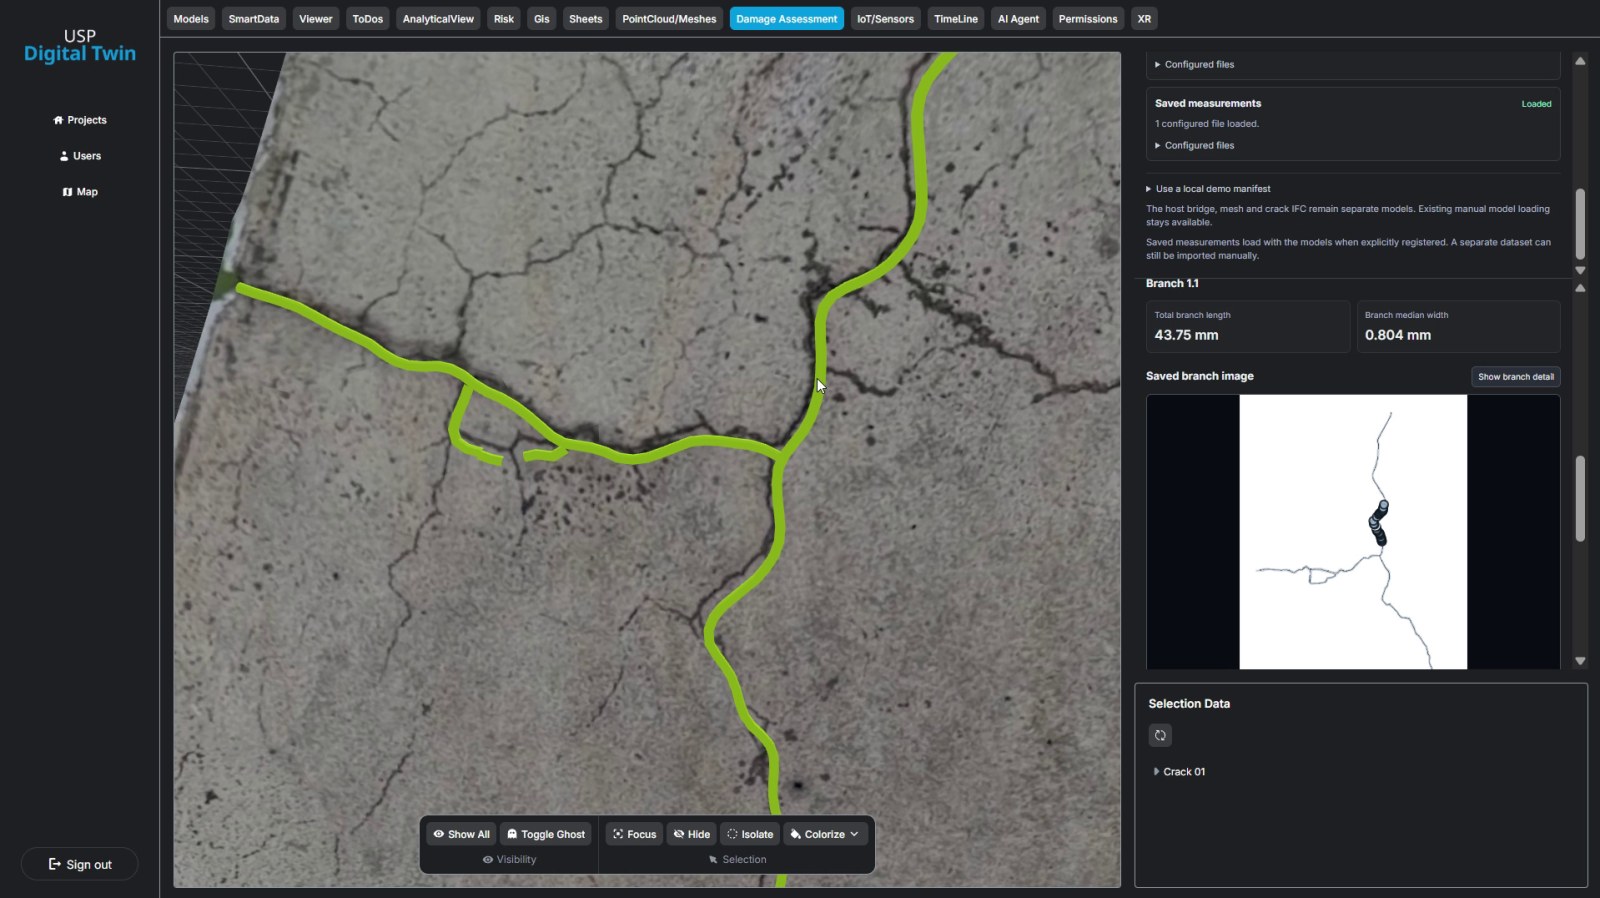 USP
Digital Twin
Projects
Users
Map
Sign out
Models
SmartData
Viewer
ToDos
AnalyticalView
Risk
Gis
Sheets
PointCloud/Meshes
Damage Assessment
IoT/Sensors
TimeLine
AI Agent
Permissions
XR
Show All
Toggle Ghost
Focus
Hide
Isolate
Colorize
Visibility
Selection
Configured files
Saved measurements
Loaded
1 configured file loaded.
Configured files
Use a local demo manifest
The host bridge, mesh and crack IFC remain separate models. Existing manual model loading
stays available.
Saved measurements load with the models when explicitly registered. A separate dataset can
still be imported manually.
Branch 1.1
Total branch length
43.75 mm
Branch median width
0.804 mm
Saved branch image
Show branch detail
Selection Data
Crack 01